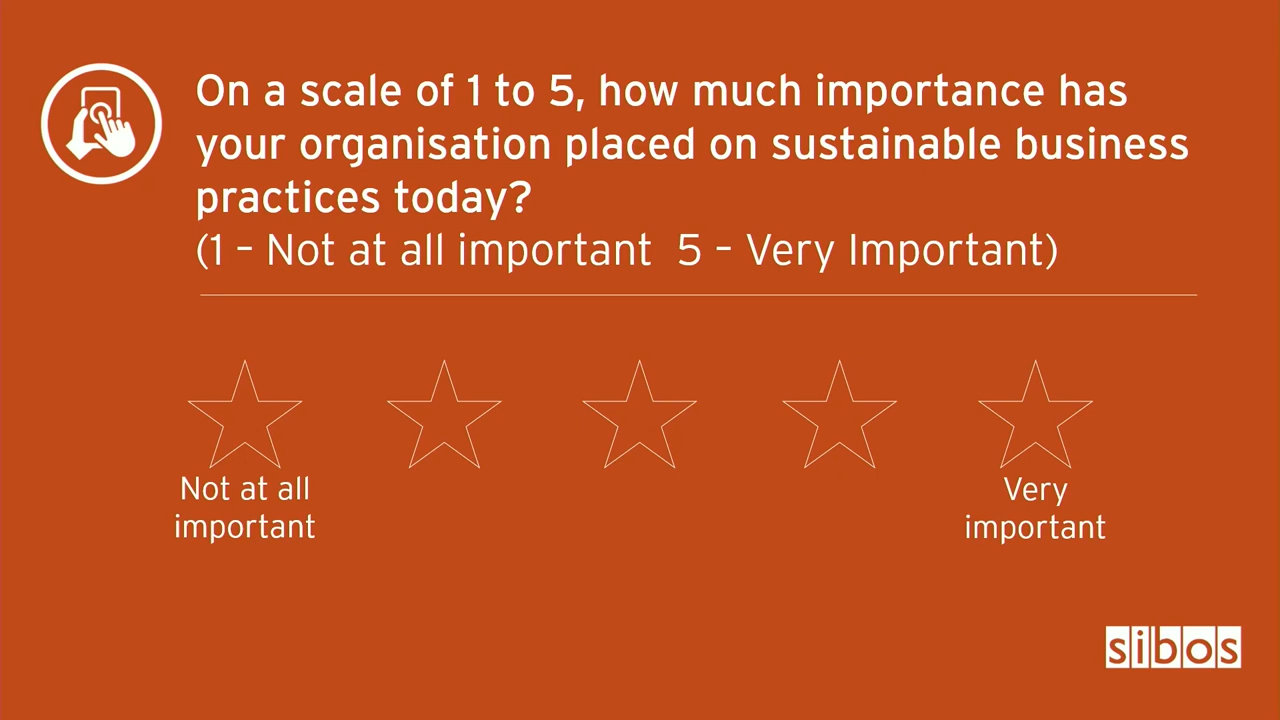 On a scale of 1 to 5, how much importance has
your organisation placed on sustainable business
practices today?
(1 – Not at all important 5 – Very Important)
Not at all
important
Very
important
sibos